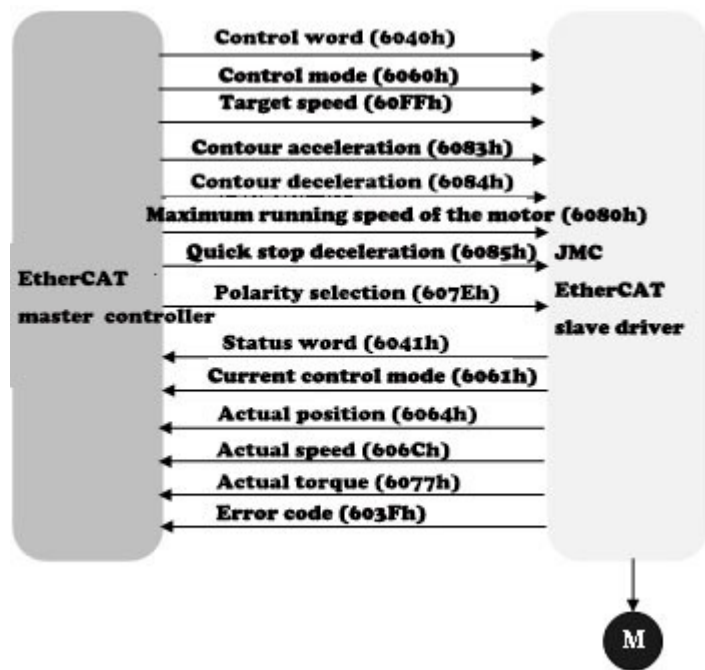 Control word (6040h)
Control mode (6060h)
Target speed (60FFh)
Contour acceleration (6083h)
Contour deceleration (6084h)
Maximum running speed of the motor (6080h)
Quick stop deceleration (6085h)
JMC
EtherCAT
master controller
Polarity selection (607Eh)
EtherCAT
slave driver
Status word (6041h)
Current control mode (6061h)
Actual position (6064h)
Actual speed (606Ch)
Actual torque (6077h)
Error code (603Fh)
M